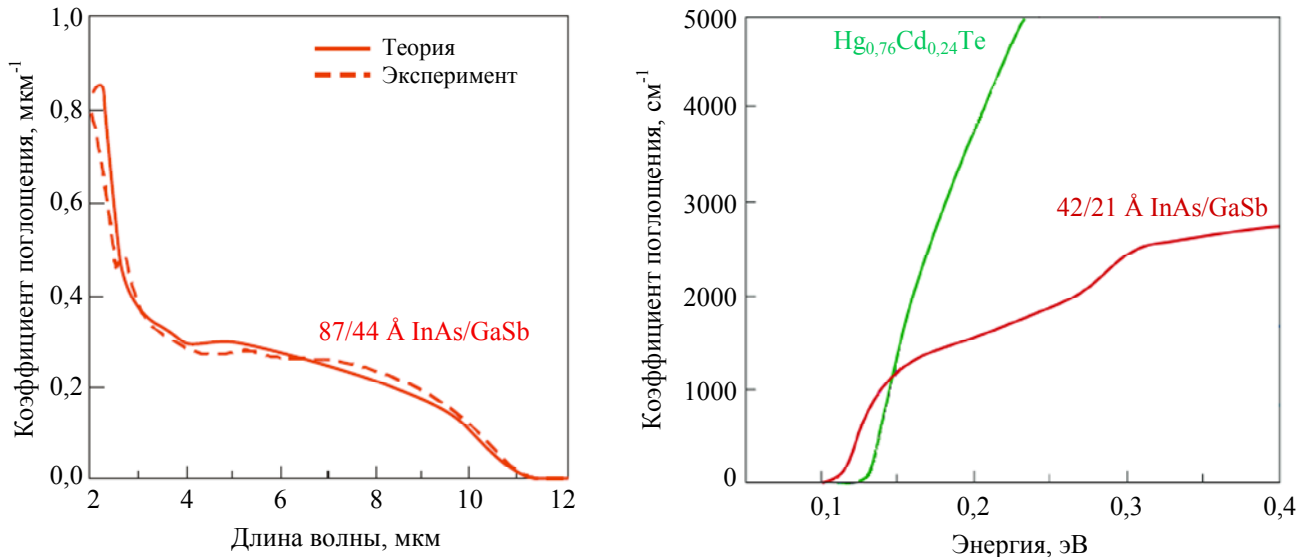 Коэффициент поглощения, мкм-1
1,0
0,8
0,6
0,4
0,2
0,0
Теория
Эксперимент
87/44 Å InAs/GaSb
2
4
6
8
10
12
Длина волны, мкм
Коэффициент поглощения, см-1
5000
4000
3000
2000
1000
0
Hg0,76Cd0,24Te
42/21 Å InAs/GaSb
0,1
0,2
0,3
0,4
Энергия, эВ